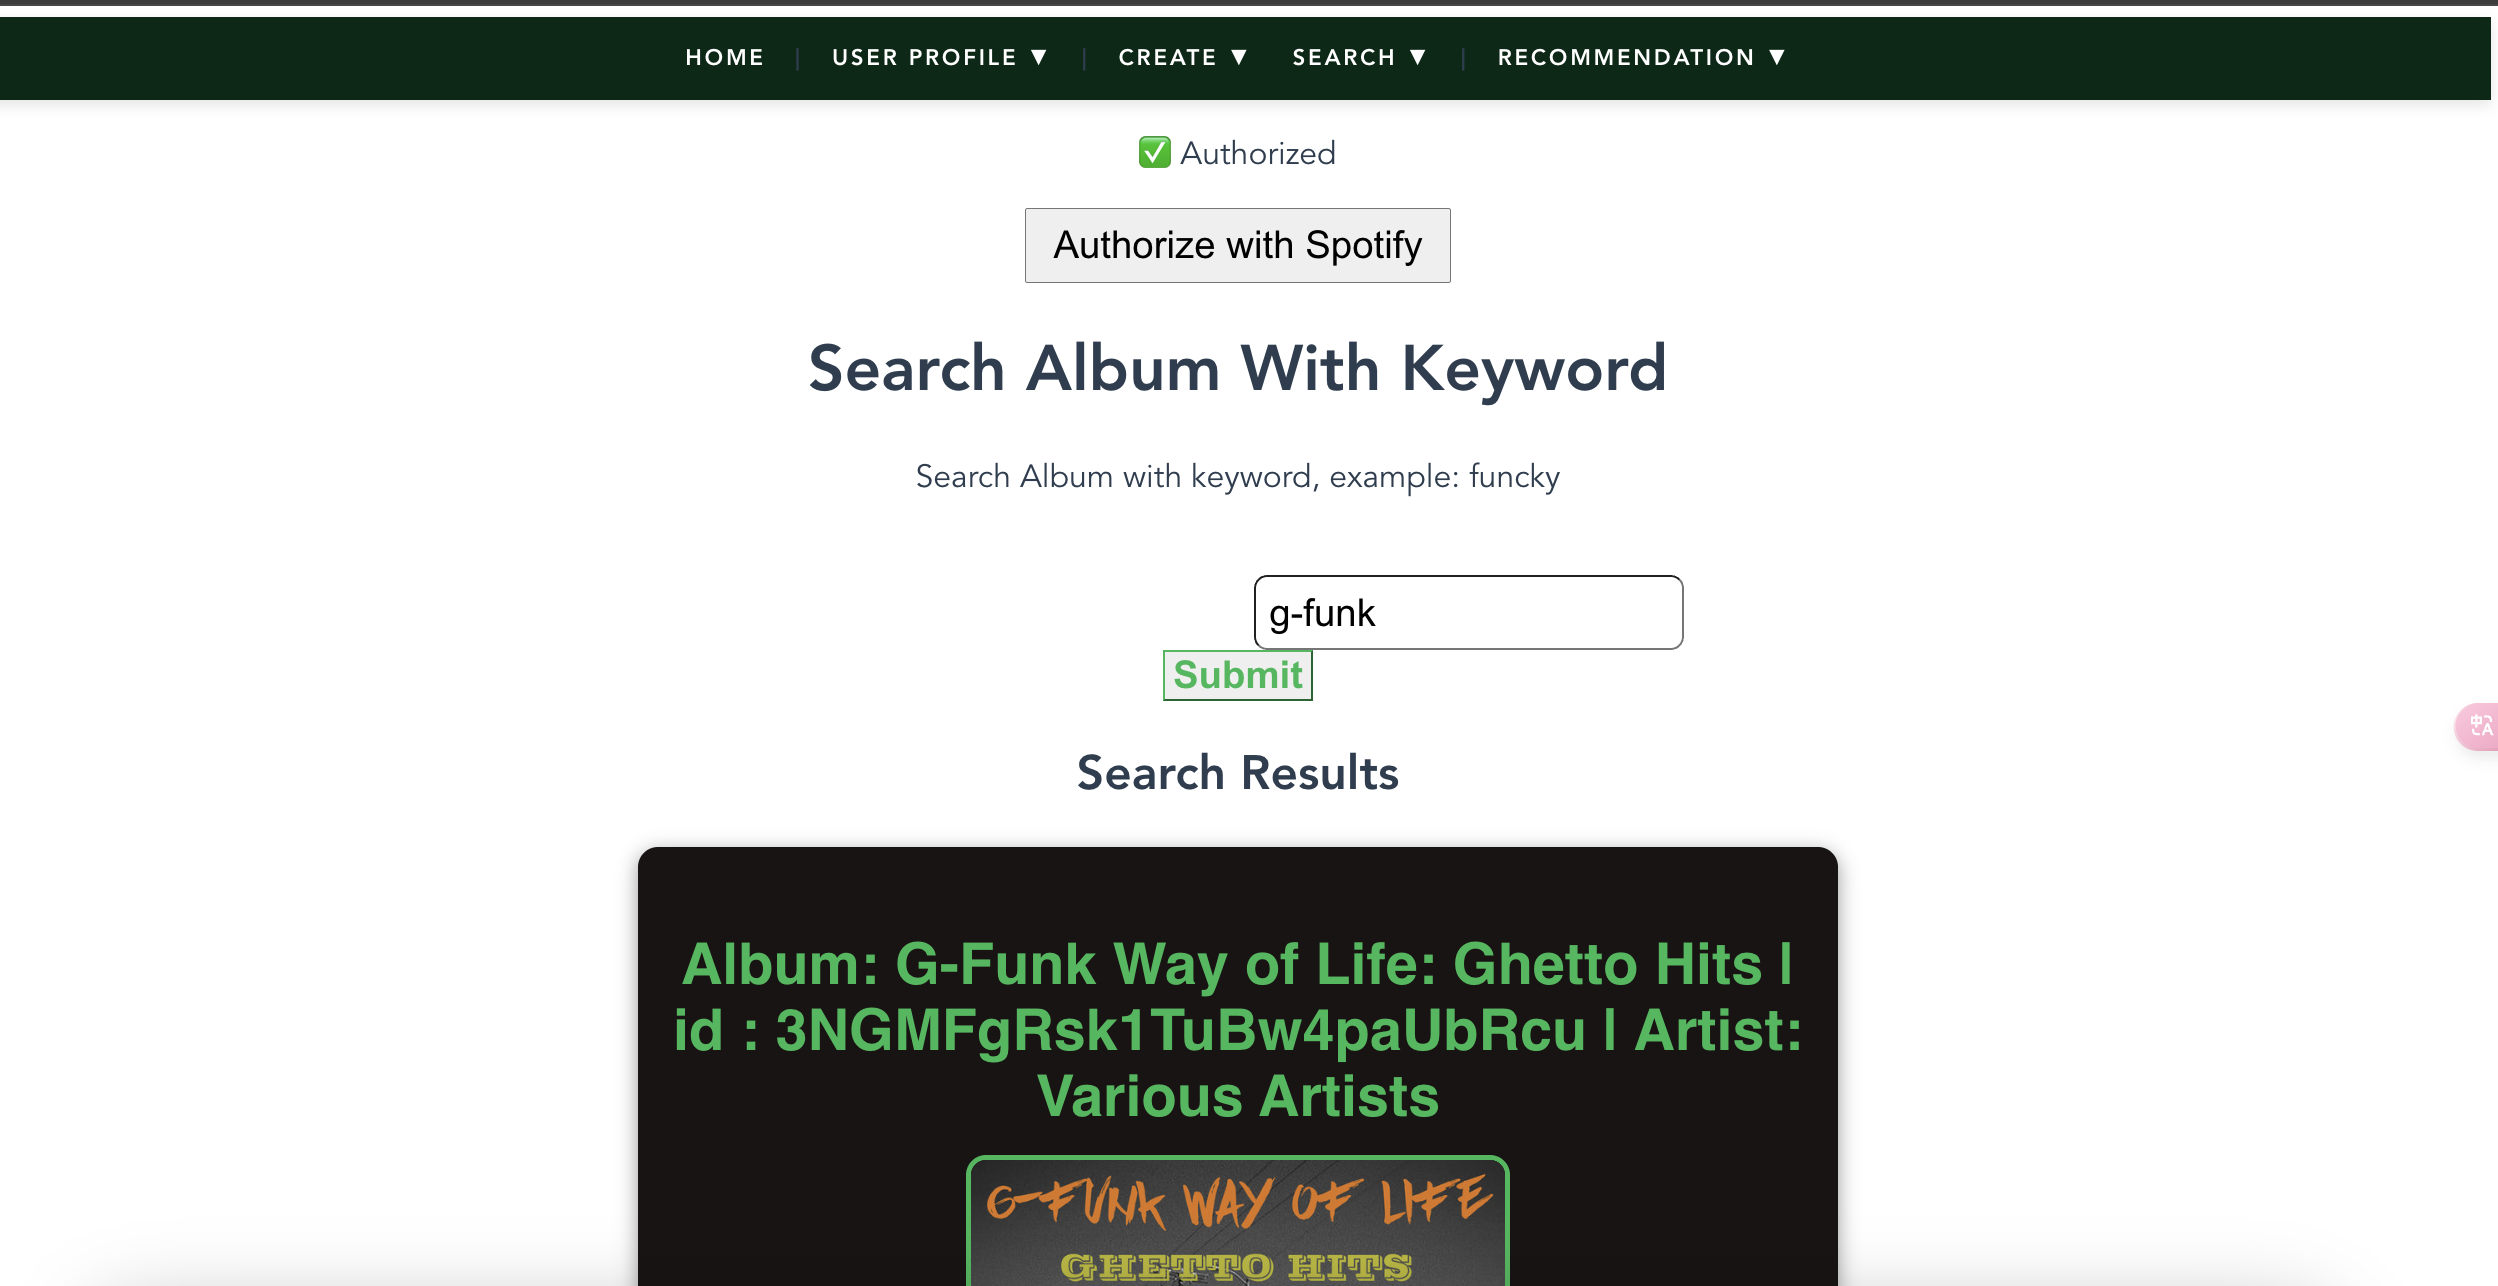 HOME | USER PROFILE ▼ | CREATE ▼ SEARCH ▼ | RECOMMENDATION ▼
✅ Authorized
Authorize with Spotify
Search Album With Keyword
Search Album with keyword, example: funcky
g-funk
Submit
中A
Search Results
Album: G-Funk Way of Life: Ghetto Hits |
id : 3NGMFgRsk1TuBw4paUbRcu | Artist:
Various Artists
G-FUNK WAY OF LIFE
GHETTO HITS